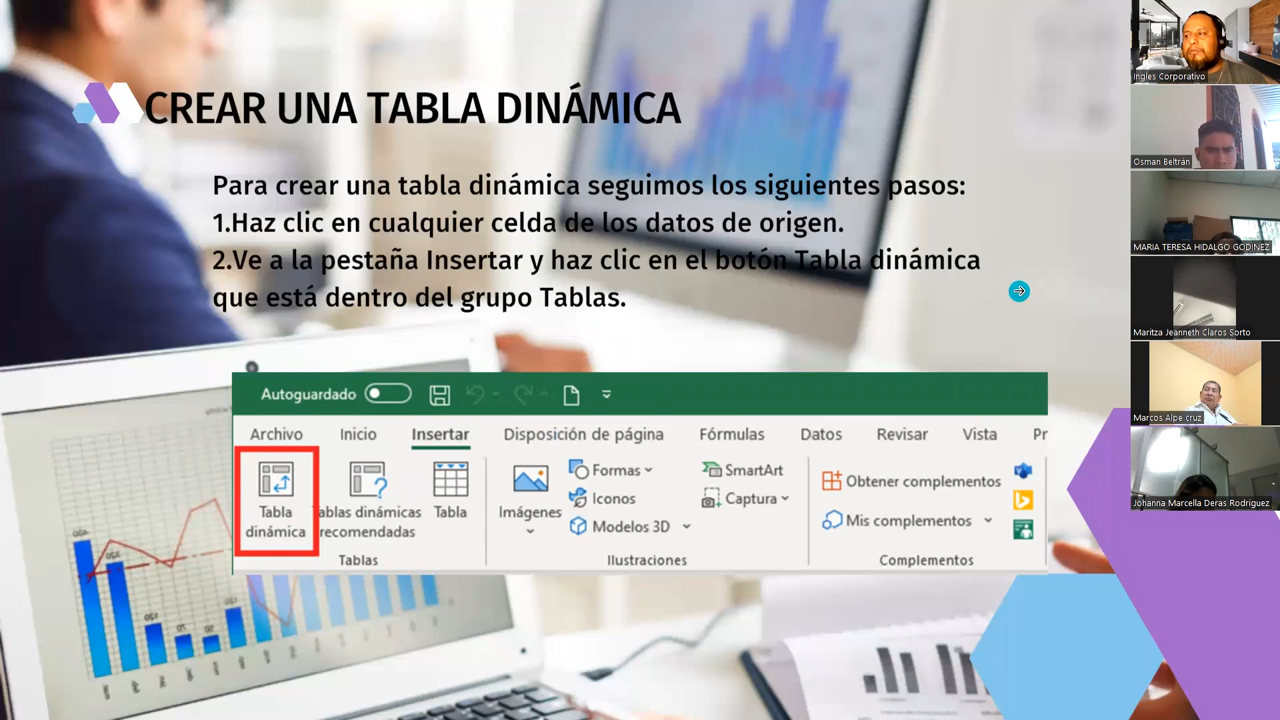 CREAR UNA TABLA DINÁMICA
Para crear una tabla dinámica seguimos los siguientes pasos:
1.Haz clic en cualquier celda de los datos de origen.
2.Ve a la pestaña Insertar y haz clic en el botón Tabla dinámica
que está dentro del grupo Tablas.
Autoguardado
Archivo Inicio Insertar Disposición de página Fórmulas Datos Revisar Vista Pr
Tabla
dinámica
Tablas dinámicas
recomendadas
Tabla
Tablas
Imágenes
Formas
Iconos
Modelos 3D
SmartArt
Captura
Ilustraciones
Obtener complementos
Mis complementos
Complementos
Ingles Corporativo
Osman Beltrán
MARIA TERESA HIDALGO GODINEZ
Maritza Jeanneth Claros Sorto
Marcos Alpe cruz
Johanna Marcella Deras Rodriguez